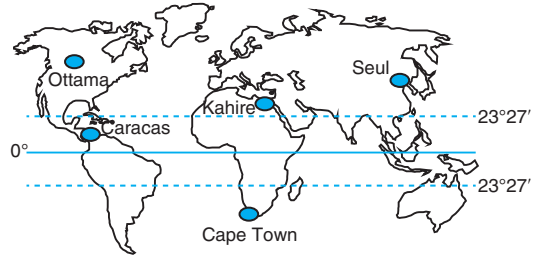 Ottama
Seul
Kahire
23°27′
Caracas
0°
23°27′
Cape Town